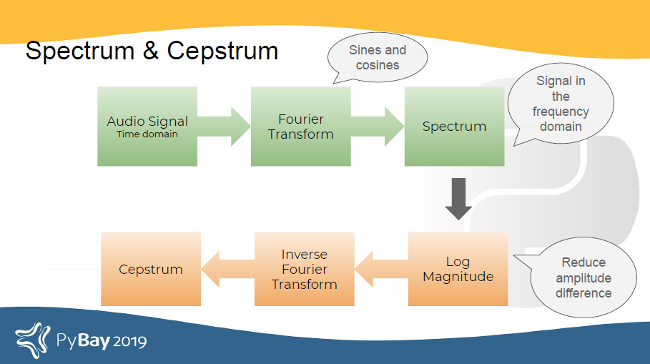 Spectrum & Cepstrum
Sines and
cosines
Signal in
the
frequency
domain
Audio Signal
Time domain
Fourier
Transform
Spectrum
Cepstrum
Inverse
Fourier
Transform
Log
Magnitude
Reduce
amplitude
difference
PyBay 2019